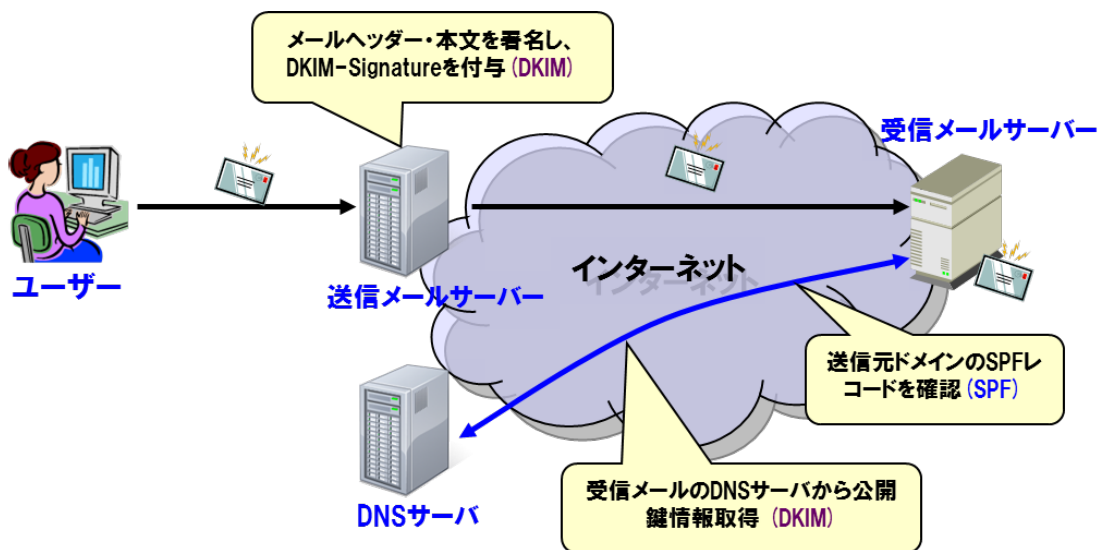 メールヘッダー・本文を署名し、
DKIM-Signatureを付与(DKIM)
受信メールサーバー
インターネット
ユーザー
送信メールサーバー
送信元ドメインのSPFレ
コードを確認(SPF)
受信メールのDNSサーバから公開
鍵情報取得 (DKIM)
DNSサーバ